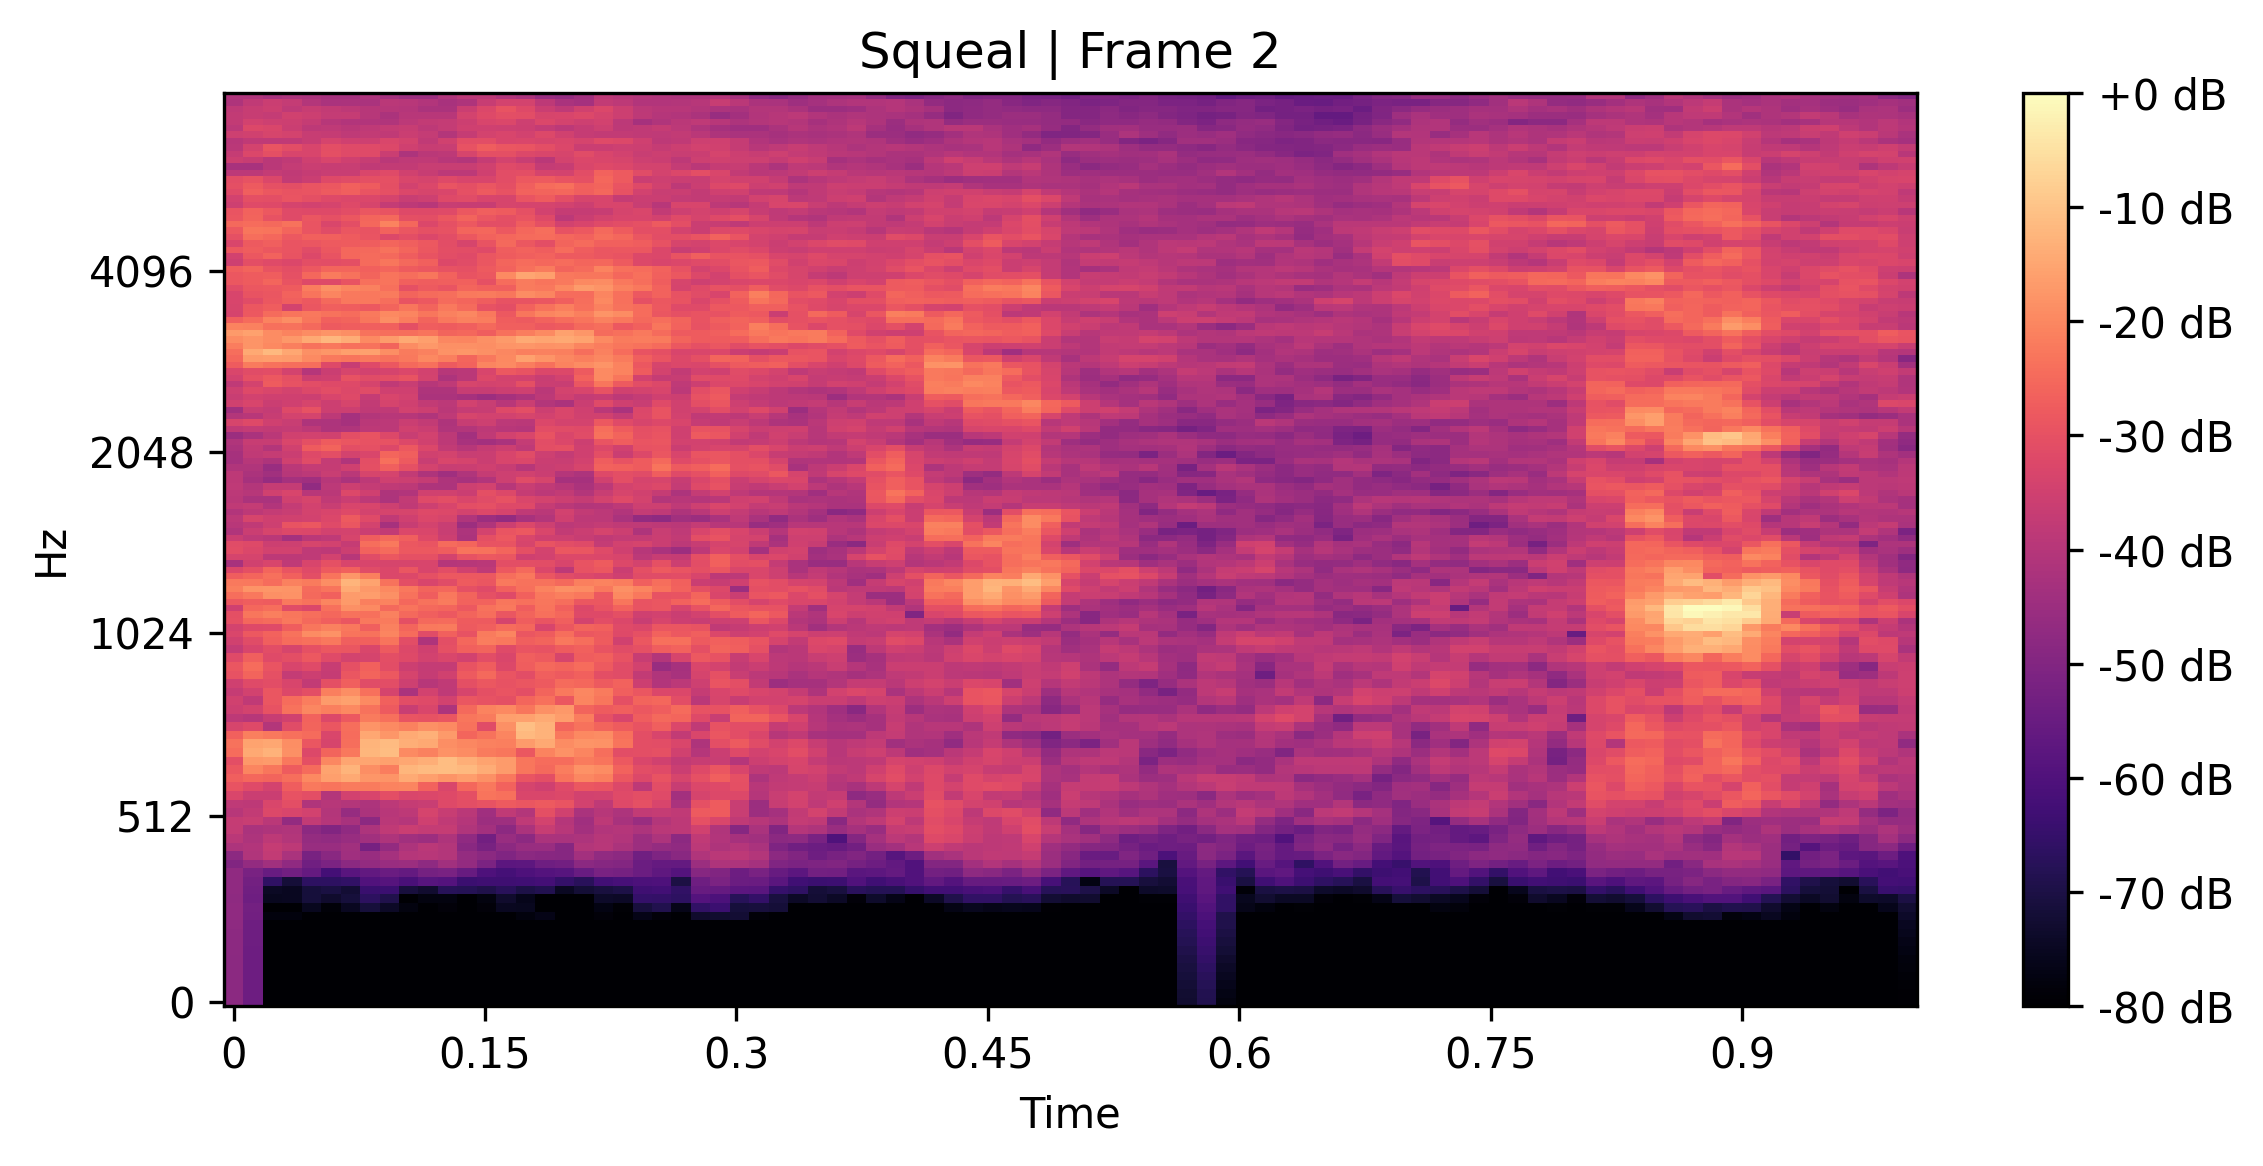 Squeal | Frame 2
+0 dB
-10 dB
-20 dB
-30 dB
-40 dB
-50 dB
-60 dB
-70 dB
-80 dB
Hz
4096
2048
1024
512
0
0 0.15 0.3 0.45 0.6 0.75 0.9
Time